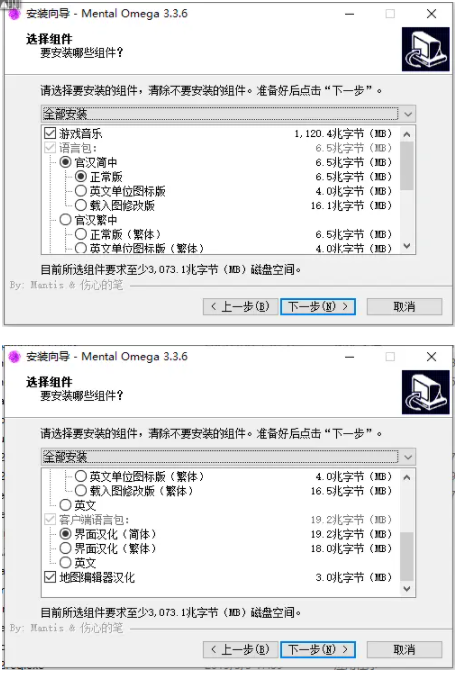 安装向导 - Mental Omega 3.3.6
选择组件
要安装哪些组件？
请选择要安装的组件，清除不要安装的组件。准备好后点击“下一步”。
全部安装
游戏音乐 1,120.4兆字节（MB）
语言包: 6.5兆字节（MB）
官汉简中 6.5兆字节（MB）
正常版 6.5兆字节（MB）
英文单位图标版 4.0兆字节（MB）
载入图修改版 16.1兆字节（MB）
官汉繁中
正常版（繁体） 6.5兆字节（MB）
英文单位图标版（繁体） 4.0兆字节（MB）
目前所选组件要求至少3,073.1兆字节（MB）磁盘空间。
By: Mantis & 伤心的笔
< 上一步(B) 下一步(N) > 取消
安装向导 - Mental Omega 3.3.6
选择组件
要安装哪些组件？
请选择要安装的组件，清除不要安装的组件。准备好后点击“下一步”。
全部安装
英文单位图标版（繁体） 4.0兆字节（MB）
载入图修改版（繁体） 16.5兆字节（MB）
英文
客户端语言包: 19.2兆字节（MB）
界面汉化（简体） 19.2兆字节（MB）
界面汉化（繁体） 18.0兆字节（MB）
英文
地图编辑器汉化 3.0兆字节（MB）
目前所选组件要求至少3,073.1兆字节（MB）磁盘空间。
By: Mantis & 伤心的笔
< 上一步(B) 下一步(N) > 取消